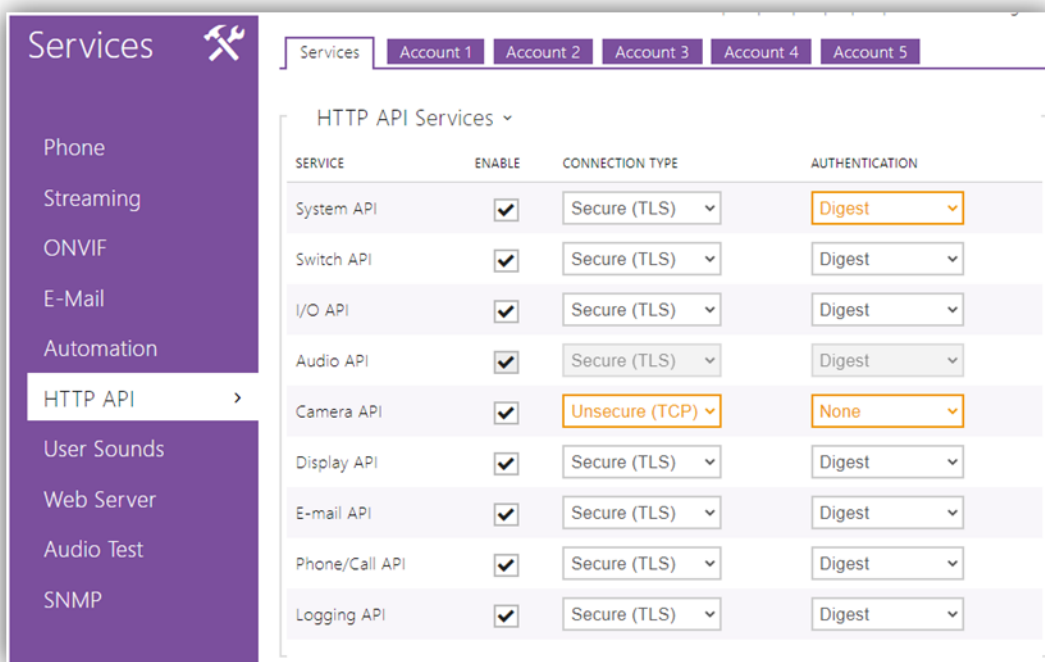 Services
Phone
Streaming
ONVIF
E-Mail
Automation
HTTP API
User Sounds
Web Server
Audio Test
SNMP
Services Account 1 Account 2 Account 3 Account 4 Account 5
HTTP API Services
SERVICE ENABLE CONNECTION TYPE AUTHENTICATION
System API Secure (TLS) Digest
Switch API Secure (TLS) Digest
I/O API Secure (TLS) Digest
Audio API Secure (TLS) Digest
Camera API Unsecure (TCP) None
Display API Secure (TLS) Digest
E-mail API Secure (TLS) Digest
Phone/Call API Secure (TLS) Digest
Logging API Secure (TLS) Digest